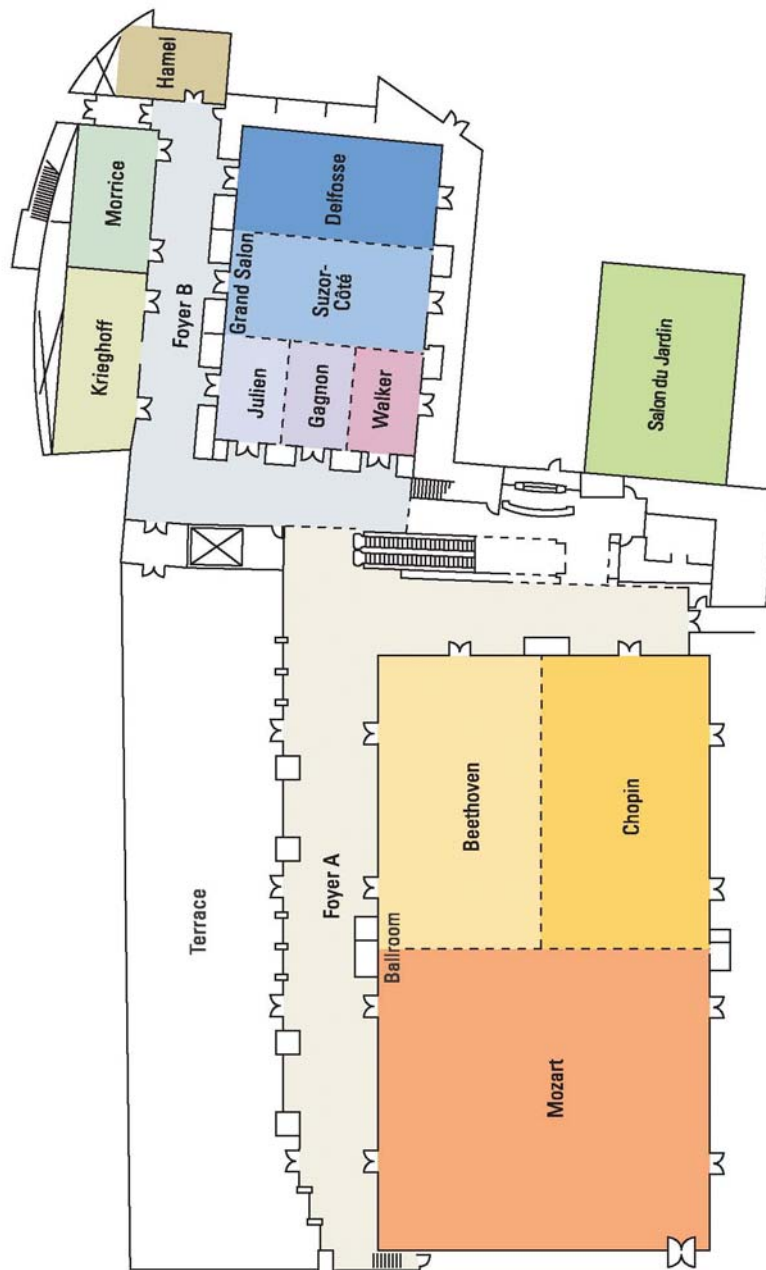 Hamel
Morrice
Krieghoff
Foyer B
Delfosse
Grand Salon
Suzor-
Côté
Julien
Gagnon
Walker
Salon du Jardin
Terrace
Foyer A
Beethoven
Chopin
Ballroom
Mozart